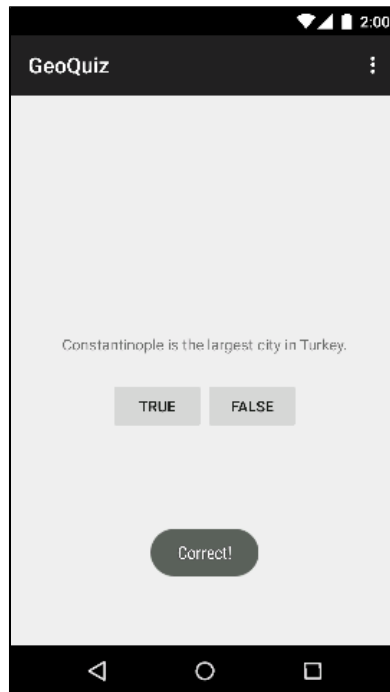 2:00
GeoQuiz
Constantinople is the largest city in Turkey.
TRUE FALSE
Correct!